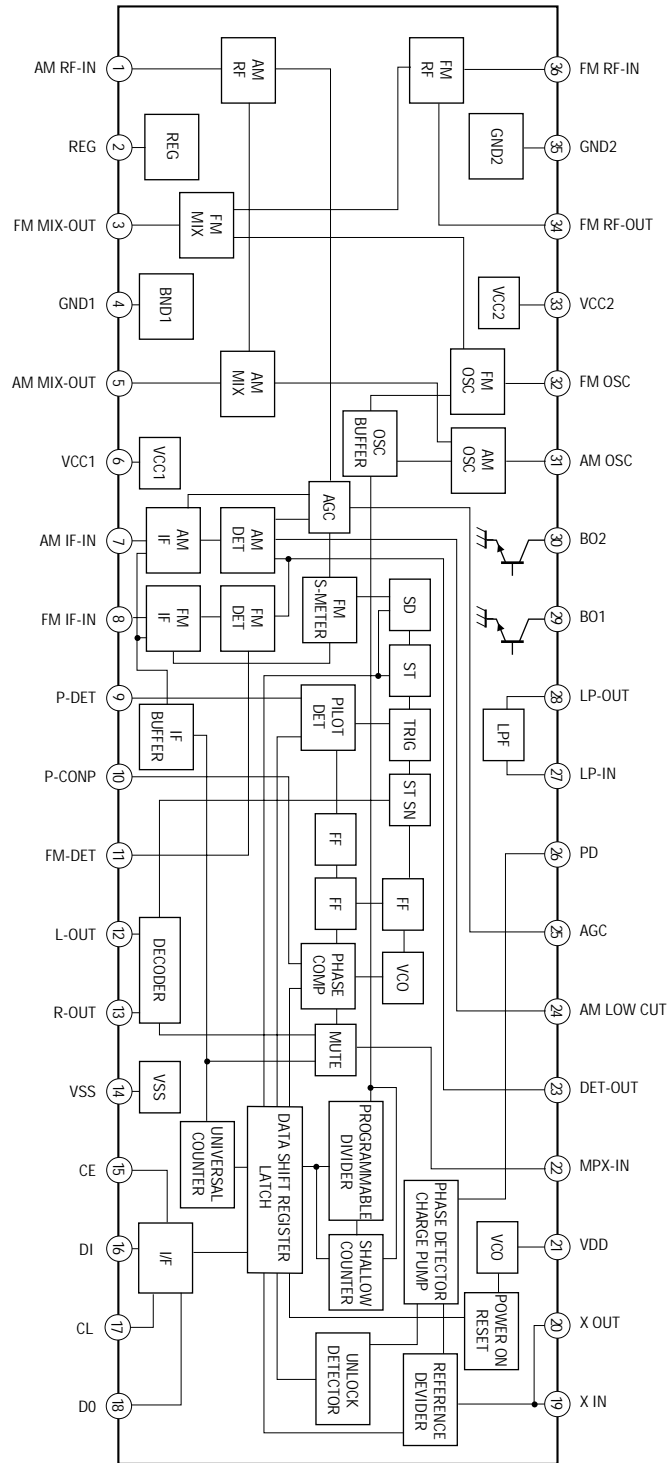 AM RF-IN
1
AM
RF
FM
RF
36
FM RF-IN
REG
2
REG
GND2
35
GND2
FM MIX-OUT
3
FM
MIX
34
FM RF-OUT
GND1
4
BND1
VCC2
33
VCC2
AM MIX-OUT
5
AM
MIX
FM
OSC
32
FM OSC
OSC
BUFFER
VCC1
6
VCC1
AM
OSC
31
AM OSC
AGC
AM IF-IN
7
AM
IF
AM
DET
30
BO2
FM IF-IN
8
FM
IF
FM
DET
FM
S-METER
SD
29
BO1
ST
P-DET
9
IF
BUFFER
PILOT
DET
TRIG
28
LP-OUT
LPF
P-CONP
10
ST SN
27
LP-IN
FM-DET
11
FF
26
PD
L-OUT
12
FF
FF
25
AGC
DECODER
PHASE
COMP
VCO
R-OUT
13
MUTE
24
AM LOW CUT
VSS
14
VSS
23
DET-OUT
UNIVERSAL
COUNTER
DATA SHIFT REGISTER
LATCH
PROGRAMMABLE
DIVIDER
CE
15
22
MPX-IN
PHASE DETECTOR
CHARGE PUMP
DI
16
I/F
SHALLOW
COUNTER
VCO
21
VDD
CL
17
POWER ON
RESET
20
X OUT
UNLOCK
DETECTOR
REFERENCE
DEVIDER
D0
18
19
X IN